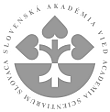 SLOVENSKÁ AKADÉMIA VIED
ACADEMIA SCIENTIARUM SLOVACA